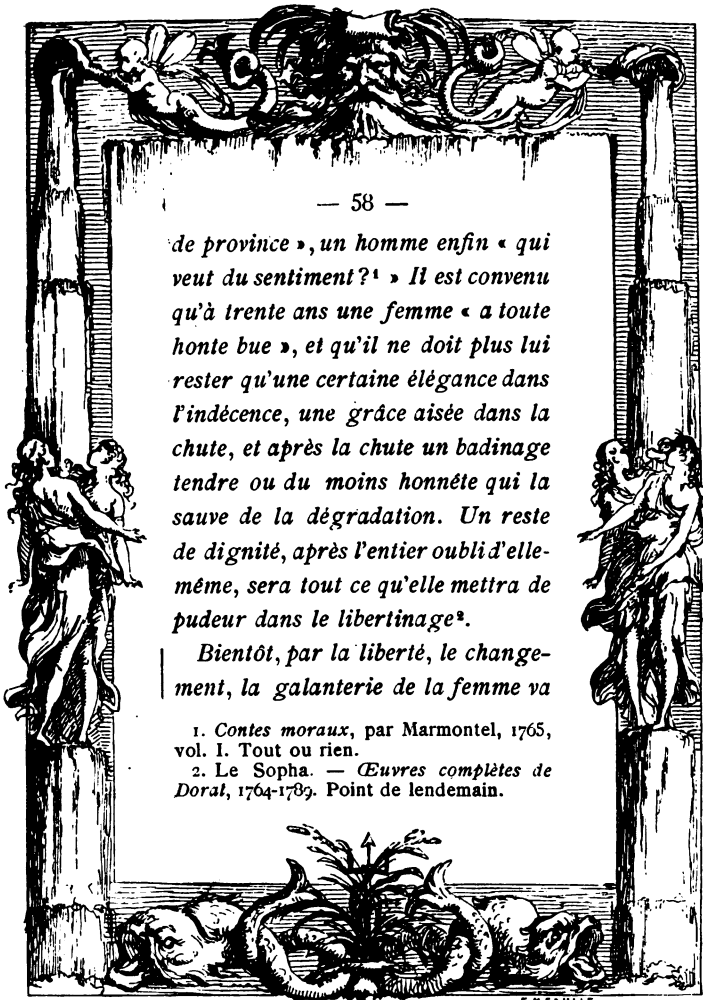 — 58 —
de province », un homme enfin « qui
veut du sentiment ?¹ » Il est convenu
qu'à trente ans une femme « a toute
honte bue », et qu'il ne doit plus lui
rester qu'une certaine élégance dans
l'indécence, une grâce aisée dans la
chute, et après la chute un badinage
tendre ou du moins honnête qui la
sauve de la dégradation. Un reste
de dignité, après l'entier oubli d'elle-
même, sera tout ce qu'elle mettra de
pudeur dans le libertinage².
Bientôt, par la liberté, le change-
ment, la galanterie de la femme va
1. Contes moraux, par Marmontel, 1765,
vol. I. Tout ou rien.
2. Le Sopha. — Œuvres complètes de
Dorat, 1764-1789. Point de lendemain.